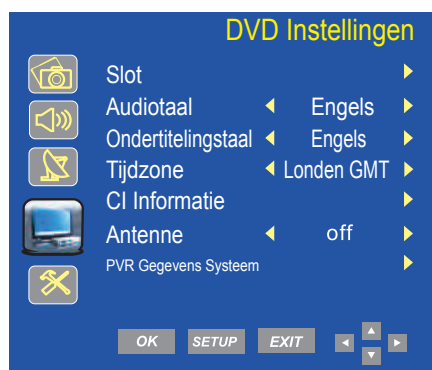 DVD Instellingen
Slot
Audiotaal Engels
Ondertitelingstaal Engels
Tijdzone Londen GMT
CI Informatie
Antenne off
PVR Gegevens Systeem
OK SETUP EXIT